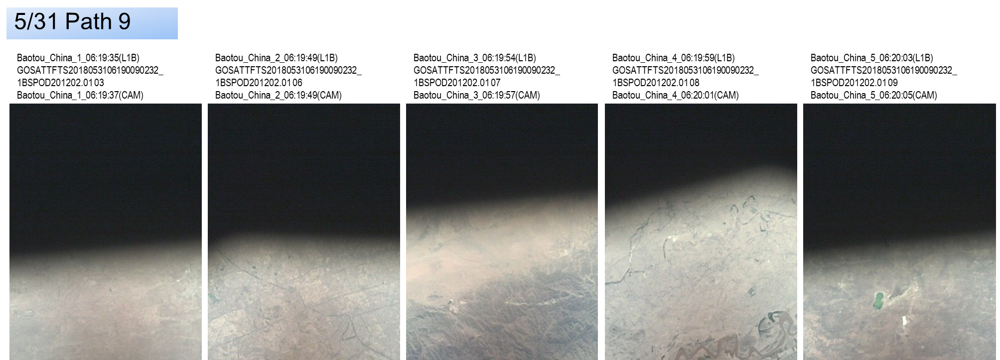 5/31 Path 9
Baotou_China_1_06:19:35(L1B)
GOSATTFTS2018053106190090232_
1BSPOD201202.0103
Baotou_China_1_06:19:37(CAM)
Baotou_China_2_06:19:49(L1B)
GOSATTFTS2018053106190090232_
1BSPOD201202.0106
Baotou_China_2_06:19:49(CAM)
Baotou_China_3_06:19:54(L1B)
GOSATTFTS2018053106190090232_
1BSPOD201202.0107
Baotou_China_3_06:19:57(CAM)
Baotou_China_4_06:19:59(L1B)
GOSATTFTS2018053106190090232_
1BSPOD201202.0108
Baotou_China_4_06:20:01(CAM)
Baotou_China_5_06:20:03(L1B)
GOSATTFTS2018053106190090232_
1BSPOD201202.0109
Baotou_China_5_06:20:05(CAM)